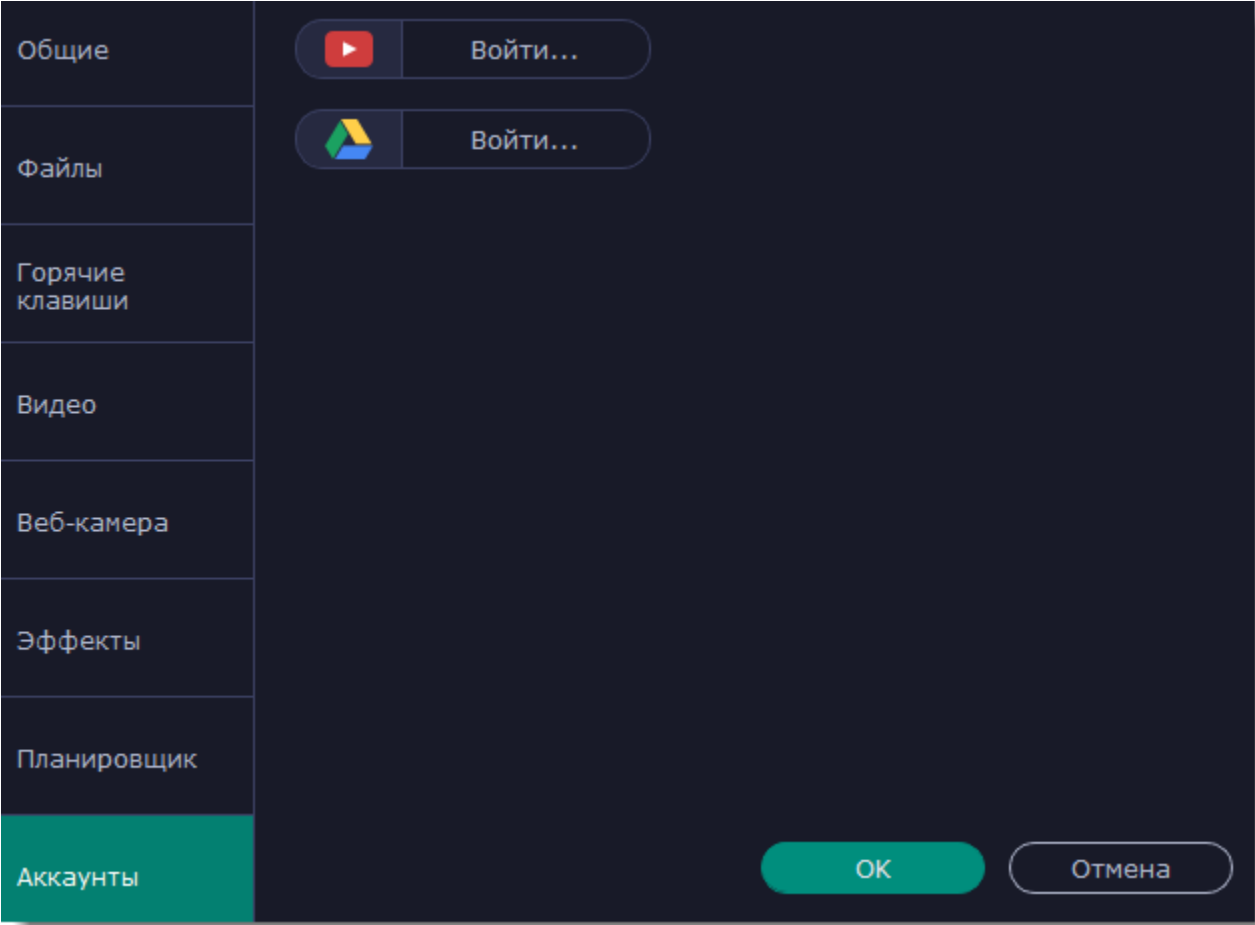 Общие
Файлы
Горячие
клавиши
Видео
Веб-камера
Эффекты
Планировщик
Аккаунты
Войти...
Войти...
OK
Отмена